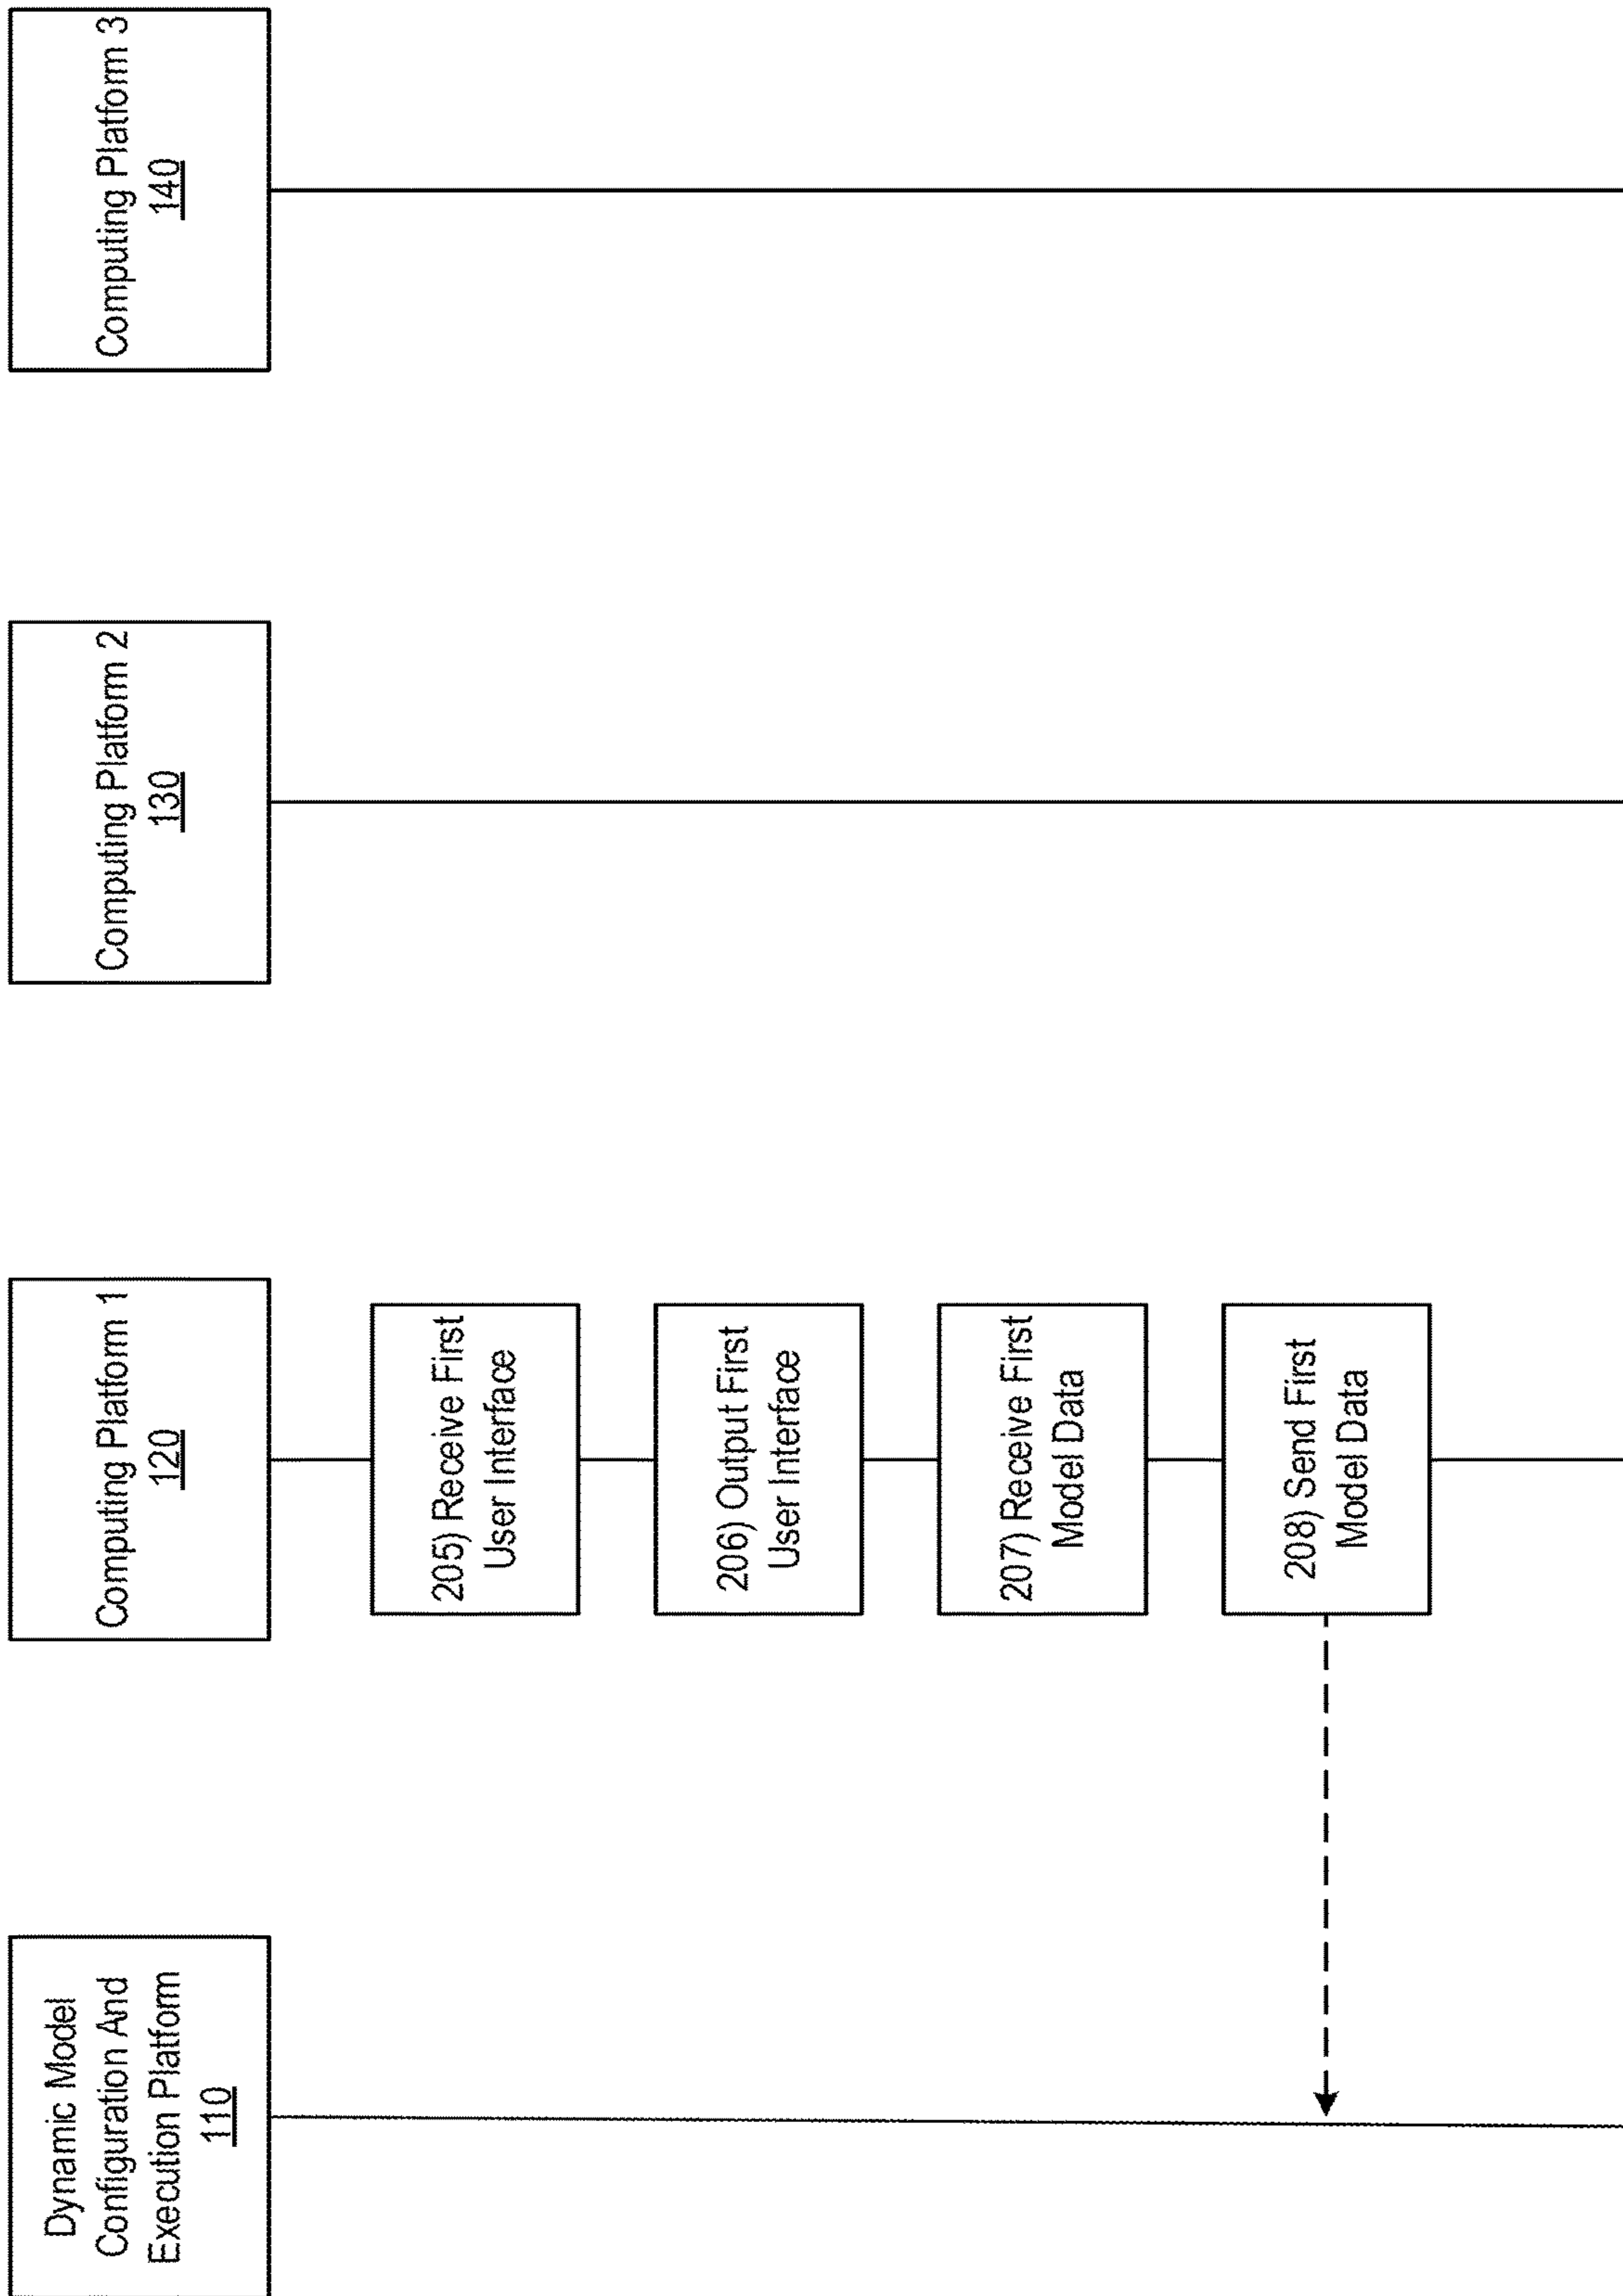 Dynamic Model
Configuration And
Execution Platform
110
Computing Platform 1
120
Computing Platform 2
130
Computing Platform 3
140
205) Receive First
User Interface
206) Output First
User Interface
207) Receive First
Model Data
208) Send First
Model Data